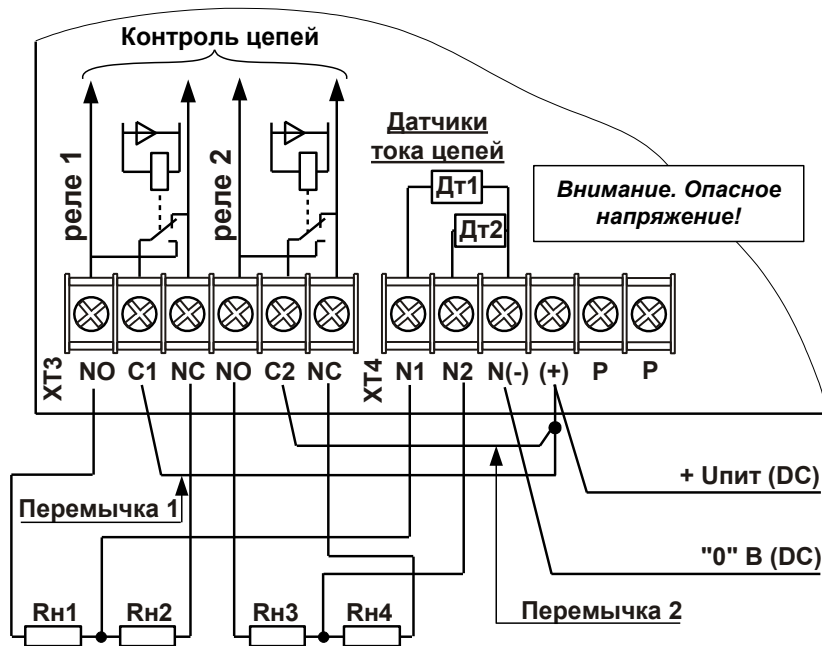 Контроль цепей
реле 1
реле 2
Датчики
тока цепей
Дт1
Дт2
Внимание. Опасное
напряжение!
XT3
NO C1 NC NO C2 NC
XT4
N1 N2 N(-) (+) P P
+ Uпит (DC)
Перемычка 1
"0" В (DC)
Rн1 Rн2 Rн3 Rн4
Перемычка 2